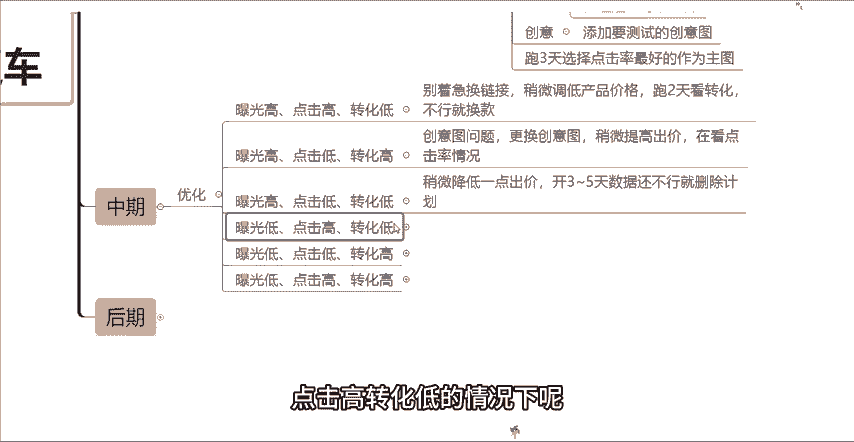 创意
添加要测试的创意图
跑3天选择点击率最好的作为主图
车
别着急换链接，稍微调低产品价格，跑2天看转化，
不行就换款
曝光高、点击高、转化低
创意图问题，更换创意图，稍微提高出价，在看点
击率情况
曝光高、点击低、转化高
稍微降低一点出价，开3~5天数据还不行就删除计
划
曝光高、点击低、转化低
优化
中期
曝光低、点击高、转化低
曝光低、点击低、转化高
曝光低、点击高、转化高
后期
点击高转化低的情况下呢